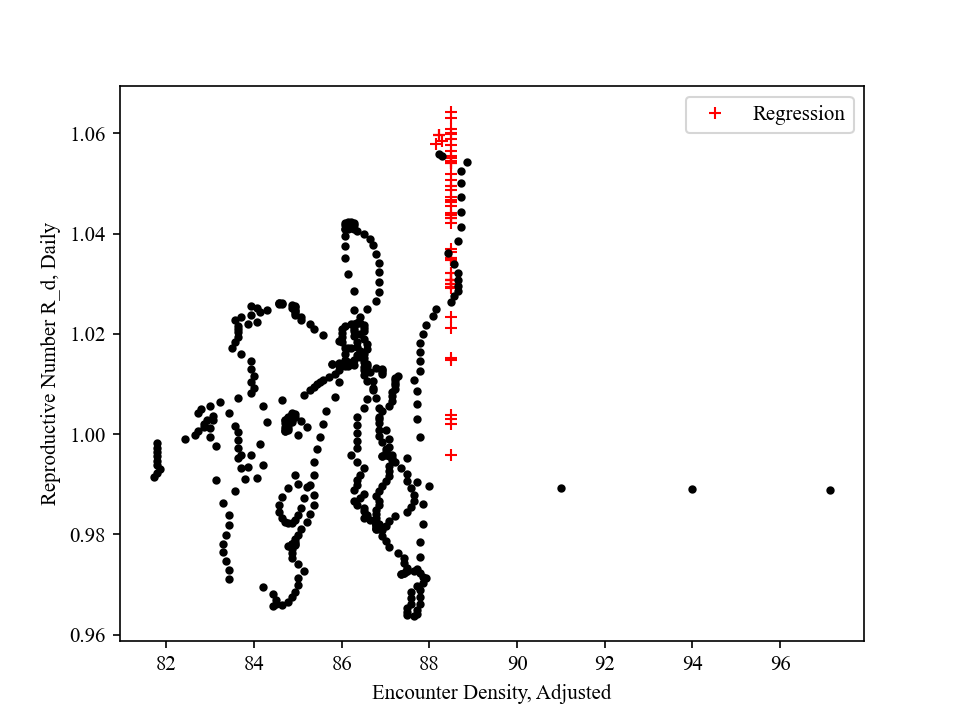 Regression
1.06
1.04
1.02
1.00
0.98
0.96
Reproductive Number R_d, Daily
82 84 86 88 90 92 94 96
Encounter Density, Adjusted